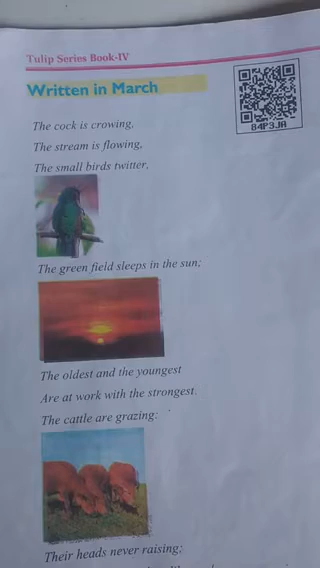 Tulip Series Book-IV
Written in March
84P3JA
The cock is crowing,
The stream is flowing,
The small birds twitter,
The green field sleeps in the sun;
The oldest and the youngest
Are at work with the strongest.
The cattle are grazing:
Their heads never raising;